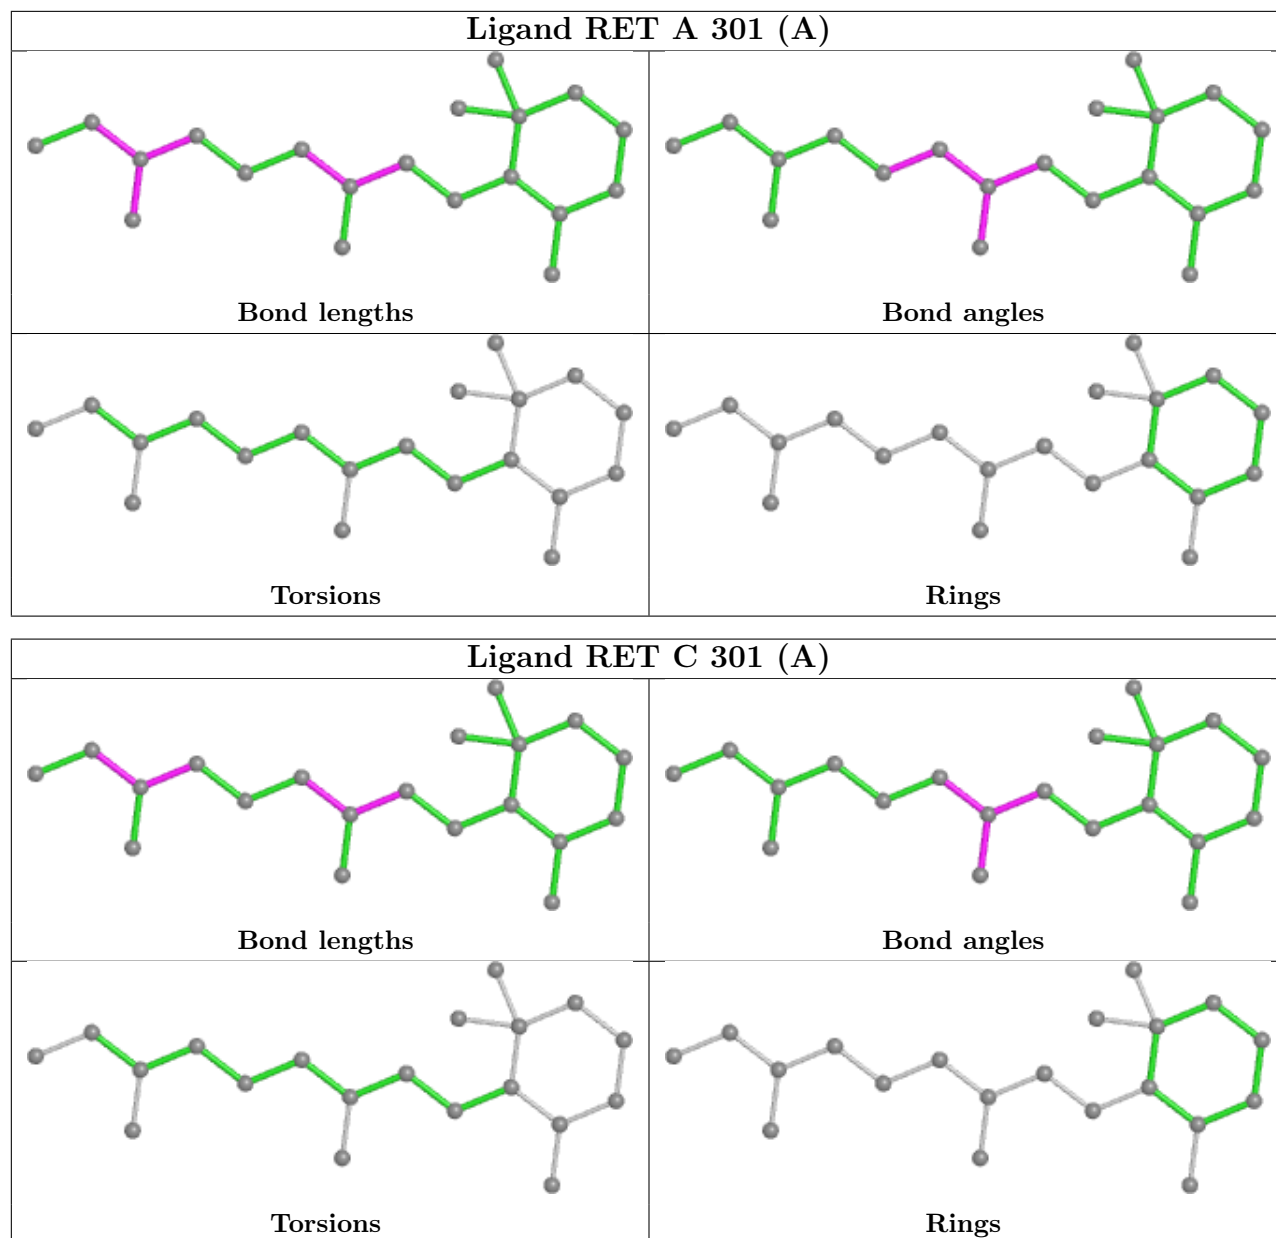 Ligand RET A 301 (A)
Bond lengths
Bond angles
Torsions
Rings
Ligand RET C 301 (A)
Bond lengths
Bond angles
Torsions
Rings